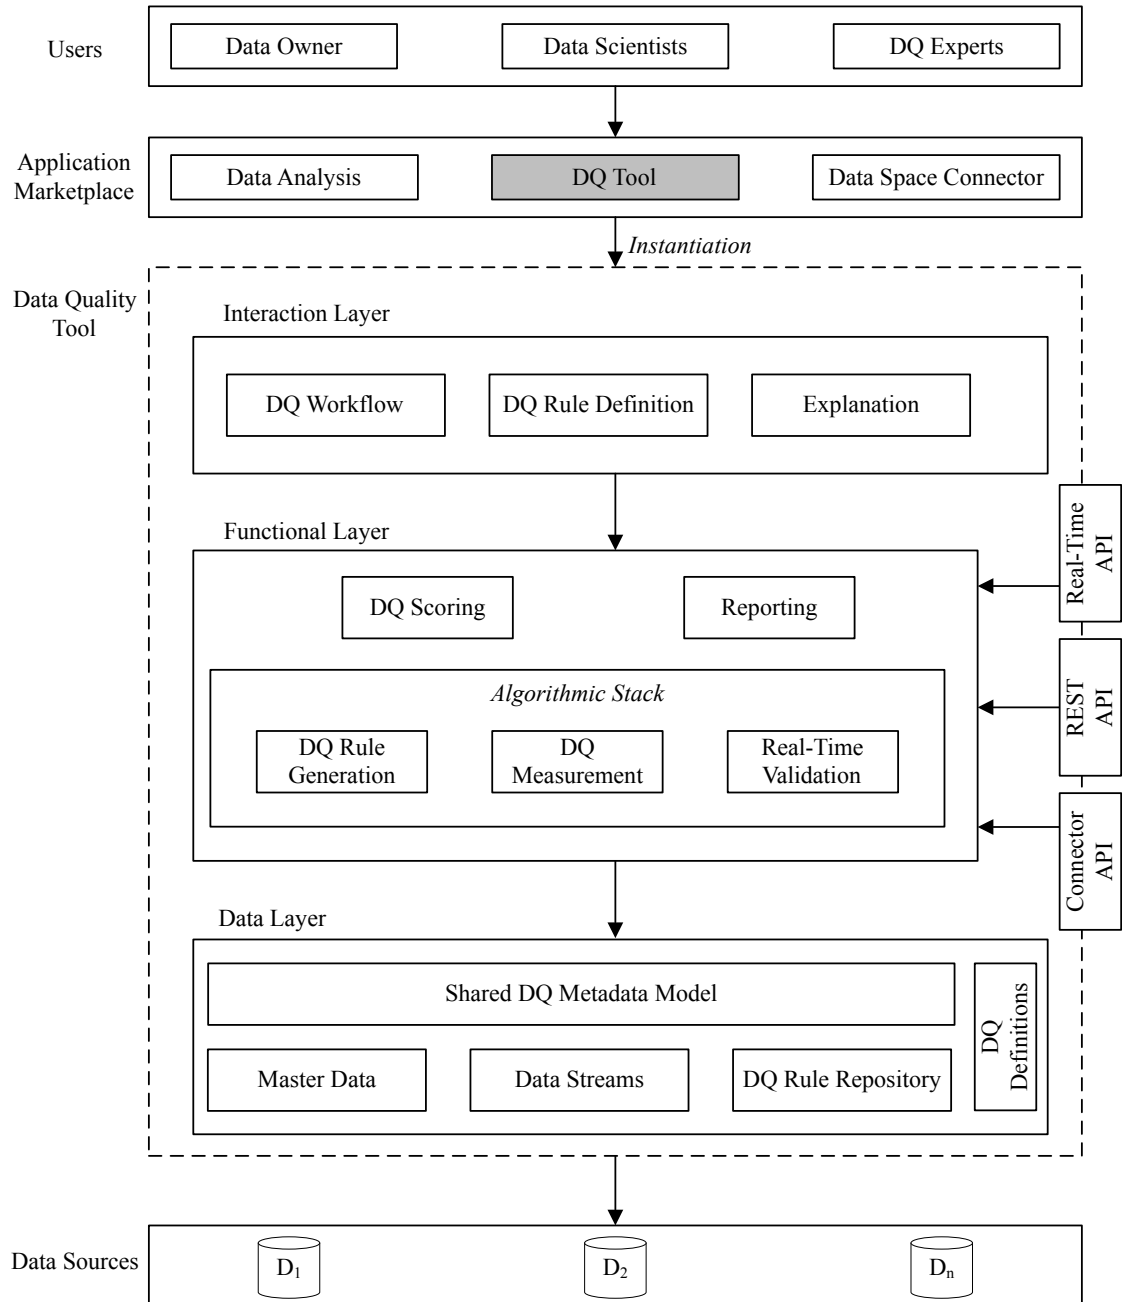 Users
Data Owner
Data Scientists
DQ Experts
Application
Marketplace
Data Analysis
DQ Tool
Data Space Connector
Instantiation
Data Quality
Tool
Interaction Layer
DQ Workflow
DQ Rule Definition
Explanation
Functional Layer
DQ Scoring
Reporting
Algorithmic Stack
DQ Rule
Generation
DQ
Measurement
Real-Time
Validation
Real-Time
API
REST
API
Connector
API
Data Layer
Shared DQ Metadata Model
DQ
Definitions
Master Data
Data Streams
DQ Rule Repository
Data Sources
D1
D2
Dn